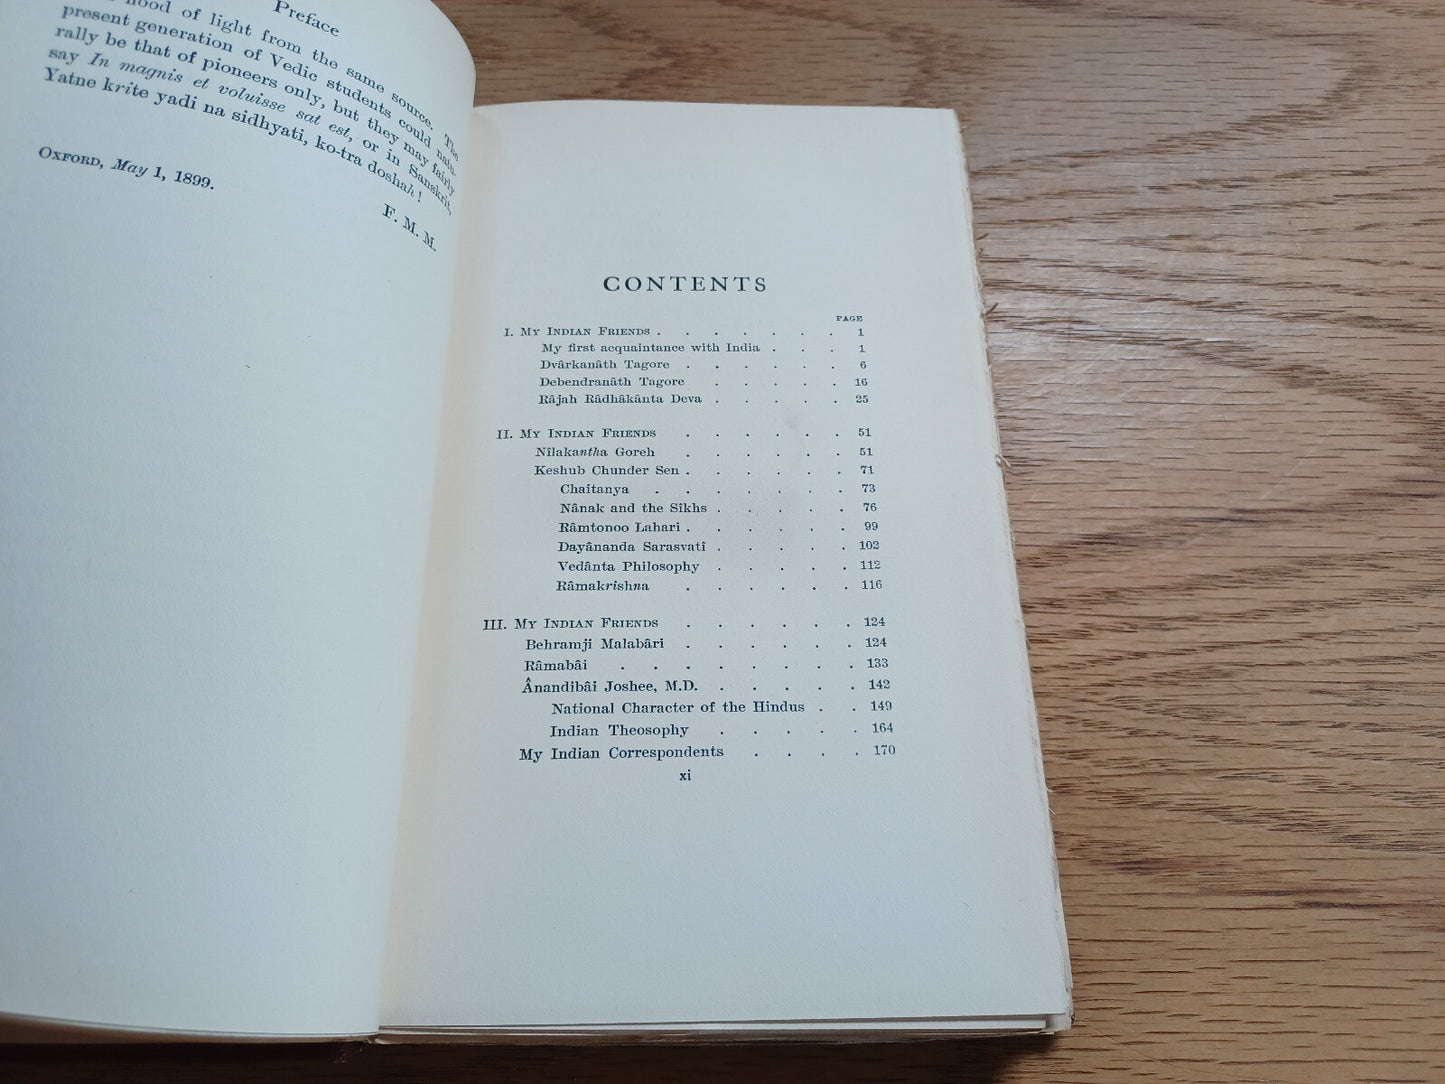 Preface
flood of light from the same source. The
present generation of Vedic students could natu-
rally be that of pioneers only, but they may fairly
say In magnis et voluisse sat est, or in Sanskrit,
Yatne krite yadi na sidhyati, ko-tra doshah!
OXFORD, May 1, 1899.
F. M. M.
CONTENTS
PAGE
I. MY INDIAN FRIENDS . . . . . . . 1
My first acquaintance with India . . . 1
Dvârkanâth Tagore . . . . . . 6
Debendranâth Tagore . . . . . 16
Râjah Râdhâkânta Deva . . . . . 25
II. MY INDIAN FRIENDS . . . . . . 51
Nîlakantha Goreh . . . . . . 51
Keshub Chunder Sen . . . . . . 71
Chaitanya . . . . . . . 73
Nânak and the Sikhs . . . . . 76
Râmtonoo Lahari . . . . . . 99
Dayânanda Sarasvatî . . . . . 102
Vedânta Philosophy . . . . . 112
Râmakrishna . . . . . . 116
III. MY INDIAN FRIENDS . . . . . . 124
Behramji Malabâri . . . . . . 124
Râmabâi . . . . . . . . 133
Ânandibâi Joshee, M.D. . . . . . 142
National Character of the Hindus . . 149
Indian Theosophy . . . . . 164
My Indian Correspondents . . . . 170
xi